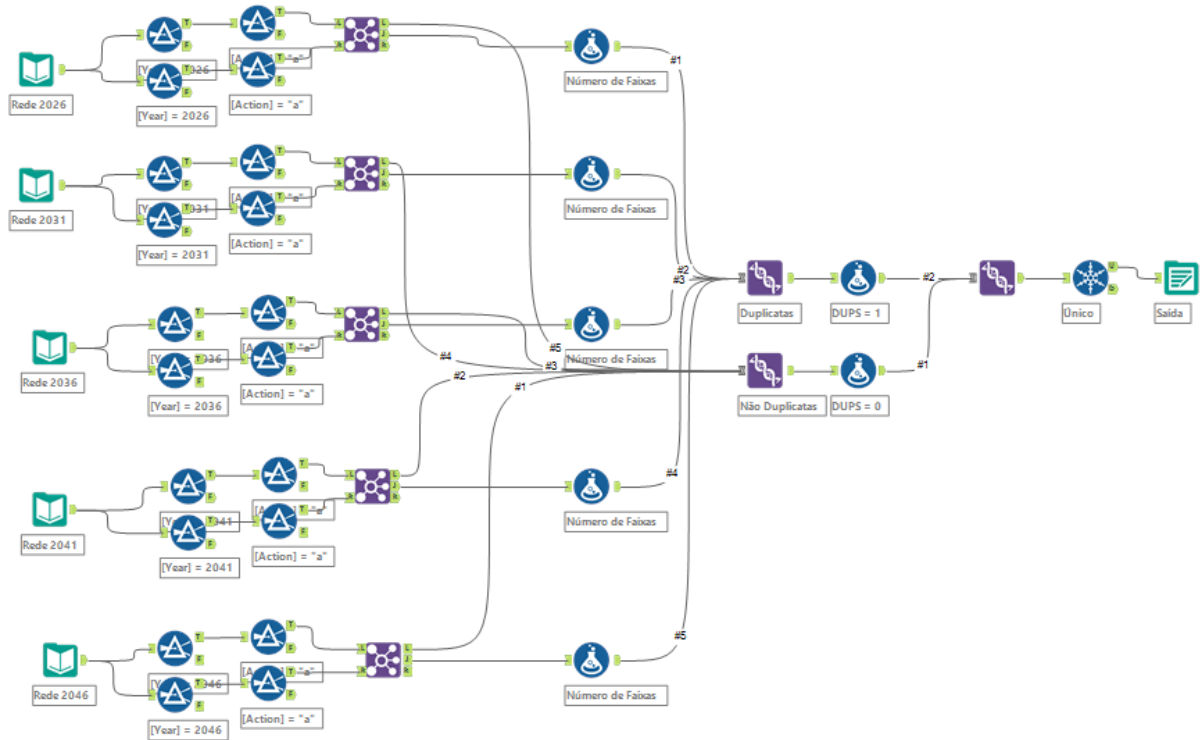 Rede 2026
[Year] = 2026
[Action] = "a"
Número de Faixas
#1
Rede 2031
[Year] = 2031
[Action] = "a"
Número de Faixas
#2
#3
Duplicatas
DUPS = 1
#2
Único
Saída
Rede 2036
[Year] = 2036
[Action] = "a"
Número de Faixas
#5
#4
#3
#2
#1
Não Duplicatas
DUPS = 0
#1
Rede 2041
[Year] = 2041
[Action] = "a"
Número de Faixas
#4
Rede 2046
[Year] = 2046
[Action] = "a"
Número de Faixas
#5